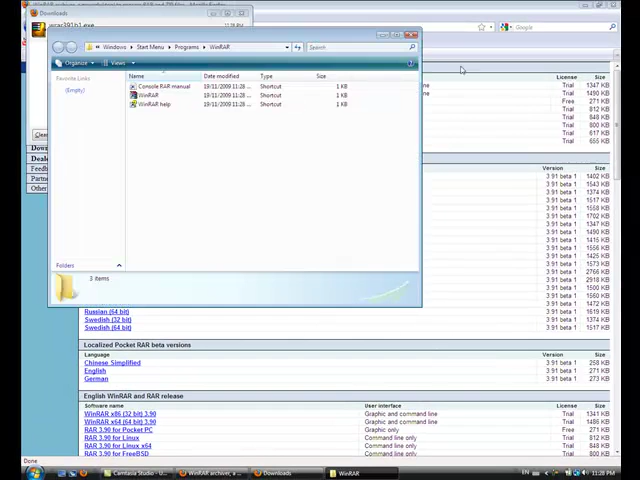 Downloads
wrar391b1.exe
Google
Windows
Start Menu
Programs
WinRAR
Search
Organize
Views
Favorite Links
(Empty)
Name
Date modified
Type
Size
Console RAR manual
19/11/2009 11:28 ...
Shortcut
1 KB
WinRAR
19/11/2009 11:28 ...
Shortcut
1 KB
WinRAR help
19/11/2009 11:28 ...
Shortcut
1 KB
Folders
3 items
License
Size
Trial
1347 KB
Trial
1490 KB
Free
271 KB
Trial
812 KB
Trial
848 KB
Trial
800 KB
Trial
617 KB
Trial
655 KB
Version
Size
3.91 beta 1
1402 KB
3.91 beta 1
1543 KB
3.91 beta 1
1374 KB
3.91 beta 1
1517 KB
3.91 beta 1
1558 KB
3.91 beta 1
1702 KB
3.91 beta 1
1347 KB
3.91 beta 1
1490 KB
3.91 beta 1
1415 KB
3.91 beta 1
1556 KB
3.91 beta 1
1425 KB
3.91 beta 1
1573 KB
3.91 beta 1
2766 KB
3.91 beta 1
2918 KB
3.91 beta 1
1500 KB
3.91 beta 1
1560 KB
3.91 beta 1
1472 KB
Russian (64 bit)
3.91 beta 1
1619 KB
Swedish (32 bit)
3.91 beta 1
1374 KB
Swedish (64 bit)
3.91 beta 1
1517 KB
Localized Pocket RAR beta versions
Language
Version
Size
Chinese Simplified
3.91 beta 1
258 KB
English
3.91 beta 1
271 KB
German
3.91 beta 1
273 KB
English WinRAR and RAR release
Software name
User interface
License
Size
WinRAR x86 (32 bit) 3.90
Graphic and command line
Trial
1341 KB
WinRAR x64 (64 bit) 3.90
Graphic and command line
Trial
1486 KB
RAR 3.90 for Pocket PC
Graphic only
Free
271 KB
RAR 3.90 for Linux
Command line only
Trial
812 KB
RAR 3.90 for Linux x64
Command line only
Trial
848 KB
RAR 3.90 for FreeBSD
Command line only
Trial
800 KB
Done
Camtasia Studio - U...
WinRAR archiver, a ...
Downloads
WinRAR
EN
11:28 PM